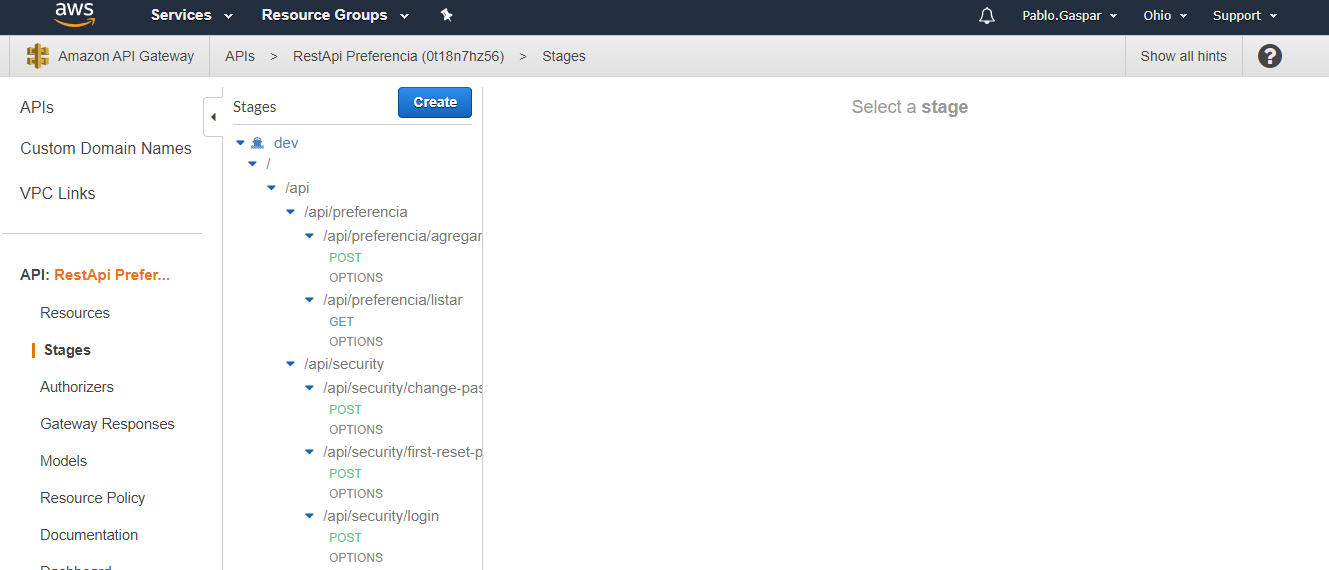 aws Services Resource Groups Pablo.Gaspar Ohio Support
Amazon API Gateway APIs > RestApi Preferencia (0t18n7hz56) > Stages Show all hints ?
APIs
Custom Domain Names
VPC Links
API: RestApi Prefer...
Resources
Stages
Authorizers
Gateway Responses
Models
Resource Policy
Documentation
Dashboard
Stages Create
dev
/
/api
/api/preferencia
/api/preferencia/agregar
POST
OPTIONS
/api/preferencia/listar
GET
OPTIONS
/api/security
/api/security/change-pas
POST
OPTIONS
/api/security/first-reset-p
POST
OPTIONS
/api/security/login
POST
OPTIONS
Select a stage